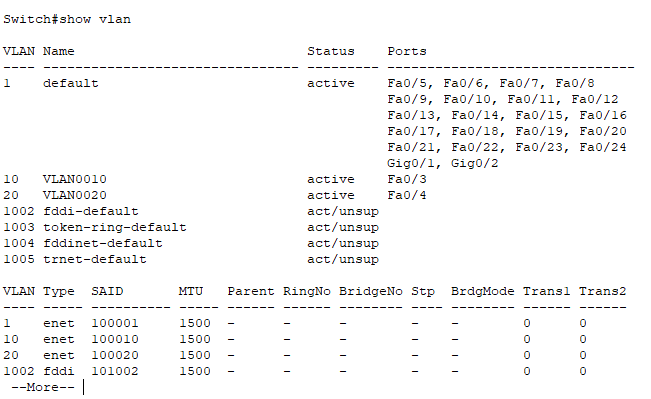 Switch#show vlan
VLAN Name                             Status    Ports
---- -------------------------------- --------- -------------------------------
1    default                          active    Fa0/5, Fa0/6, Fa0/7, Fa0/8
                                                Fa0/9, Fa0/10, Fa0/11, Fa0/12
                                                Fa0/13, Fa0/14, Fa0/15, Fa0/16
                                                Fa0/17, Fa0/18, Fa0/19, Fa0/20
                                                Fa0/21, Fa0/22, Fa0/23, Fa0/24
                                                Gig0/1, Gig0/2
10   VLAN0010                         active    Fa0/3
20   VLAN0020                         active    Fa0/4
1002 fddi-default                     act/unsup
1003 token-ring-default               act/unsup
1004 fddinet-default                  act/unsup
1005 trnet-default                    act/unsup
VLAN Type  SAID       MTU   Parent RingNo BridgeNo Stp  BrdgMode Trans1 Trans2
---- ----- ---------- ----- ------ ------ -------- ---- -------- ------ ------
1    enet  100001     1500  -      -      -        -    -        0      0
10   enet  100010     1500  -      -      -        -    -        0      0
20   enet  100020     1500  -      -      -        -    -        0      0
1002 fddi  101002     1500  -      -      -        -    -        0      0
 --More--